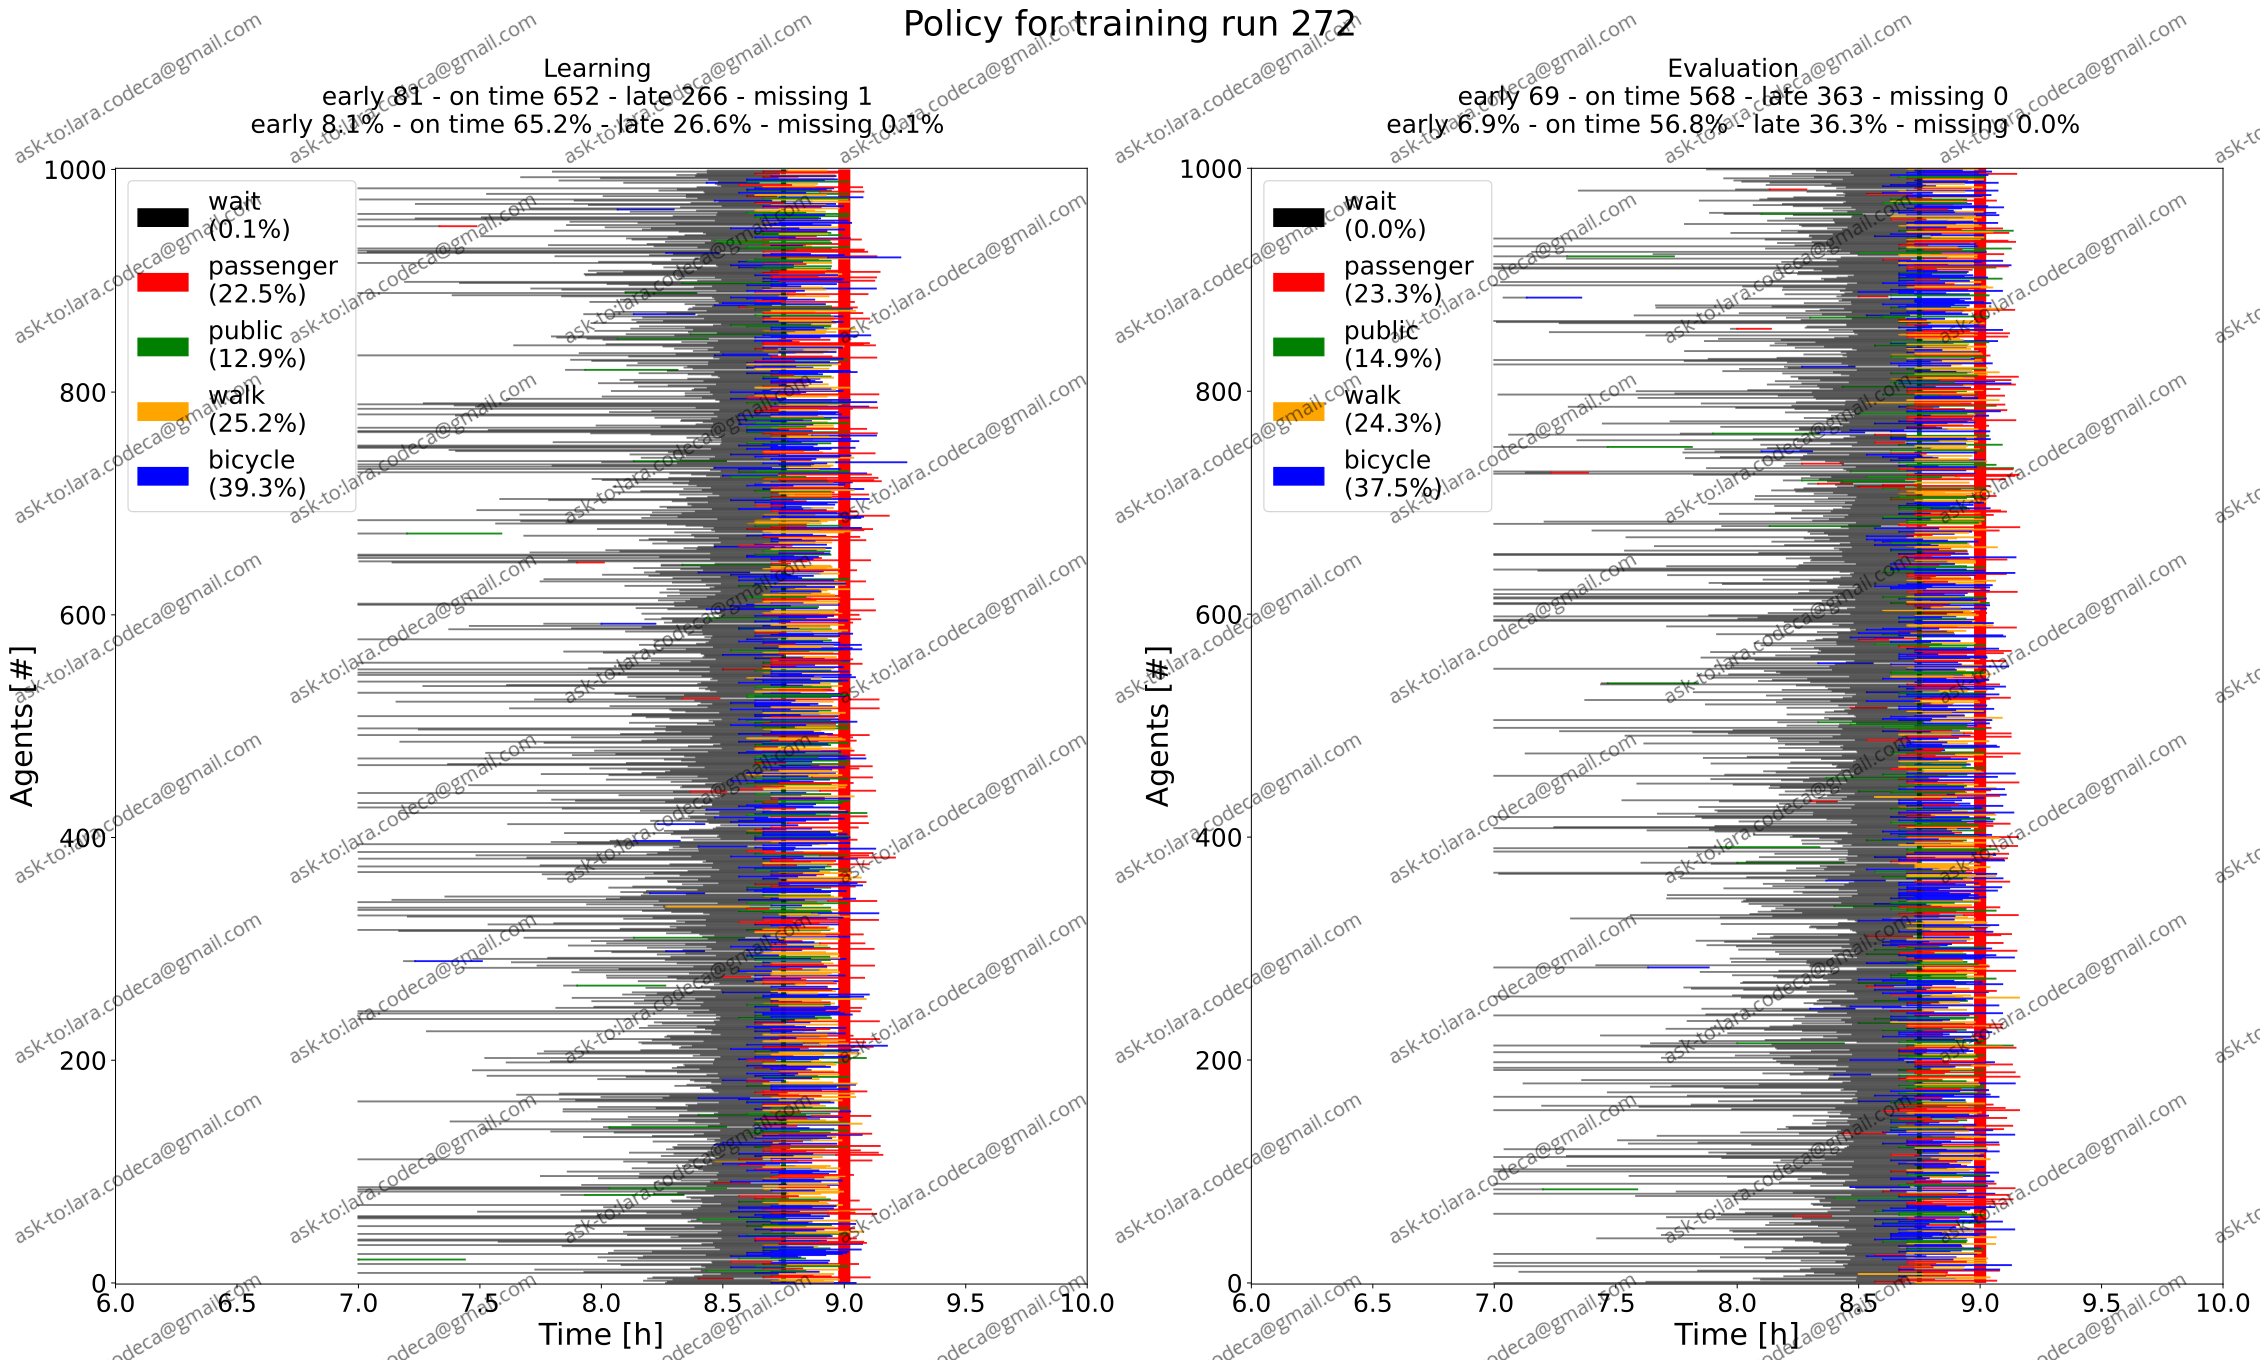 Policy for training run 272
Learning
early 81 - on time 652 - late 266 - missing 1
early 8.1% - on time 65.2% - late 26.6% - missing 0.1%
1000
800
600
400
200
0
Agents [#]
wait
(0.1%)
passenger
(22.5%)
public
(12.9%)
walk
(25.2%)
bicycle
(39.3%)
6.0 6.5 7.0 7.5 8.0 8.5 9.0 9.5 10.0
Time [h]
Evaluation
early 69 - on time 568 - late 363 - missing 0
early 6.9% - on time 56.8% - late 36.3% - missing 0.0%
1000
800
600
400
200
0
Agents [#]
wait
(0.0%)
passenger
(23.3%)
public
(14.9%)
walk
(24.3%)
bicycle
(37.5%)
6.0 6.5 7.0 7.5 8.0 8.5 9.0 9.5 10.0
Time [h]
ask-to:lara.codeca@gmail.com